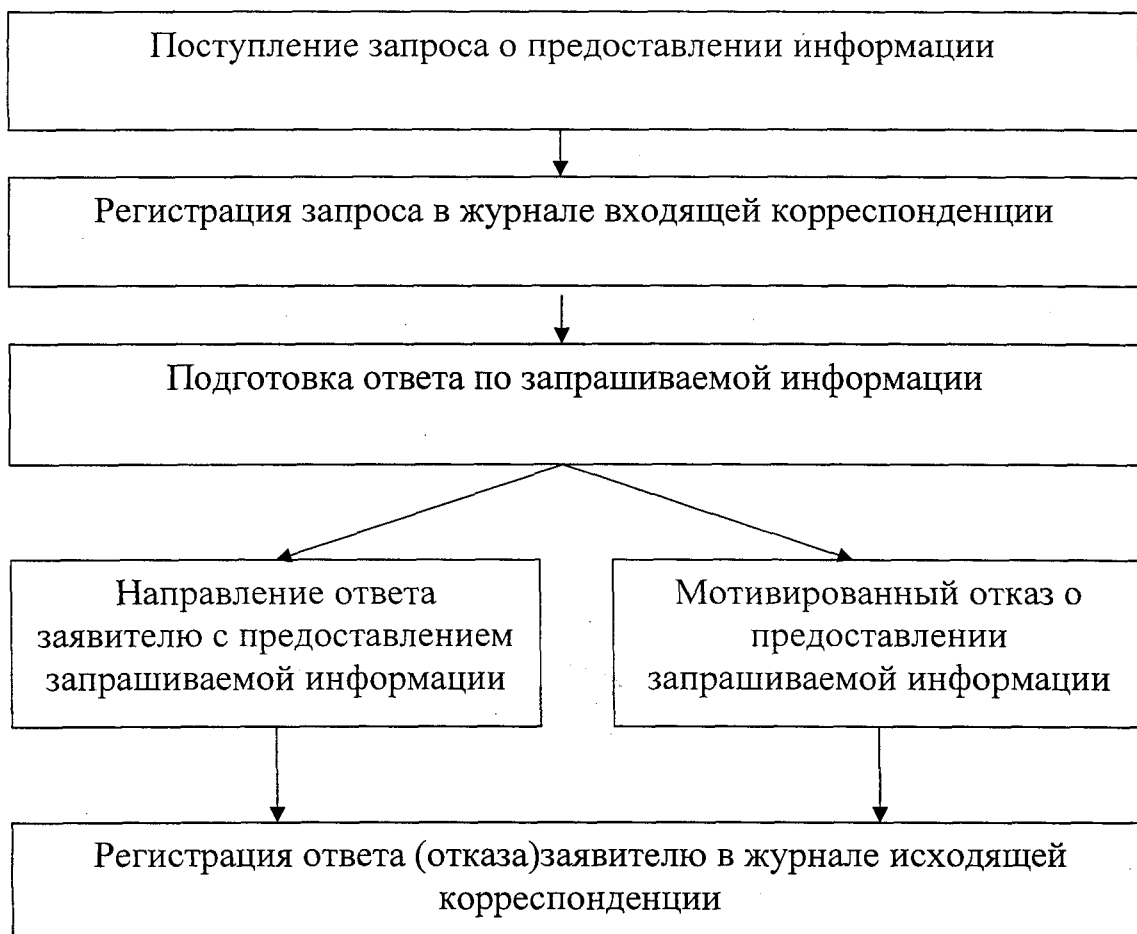 Поступление запроса о предоставлении информации
Регистрация запроса в журнале входящей корреспонденции
Подготовка ответа по запрашиваемой информации
Направление ответа
заявителю с предоставлением
запрашиваемой информации
Мотивированный отказ о
предоставлении
запрашиваемой информации
Регистрация ответа (отказа)заявителю в журнале исходящей
корреспонденции